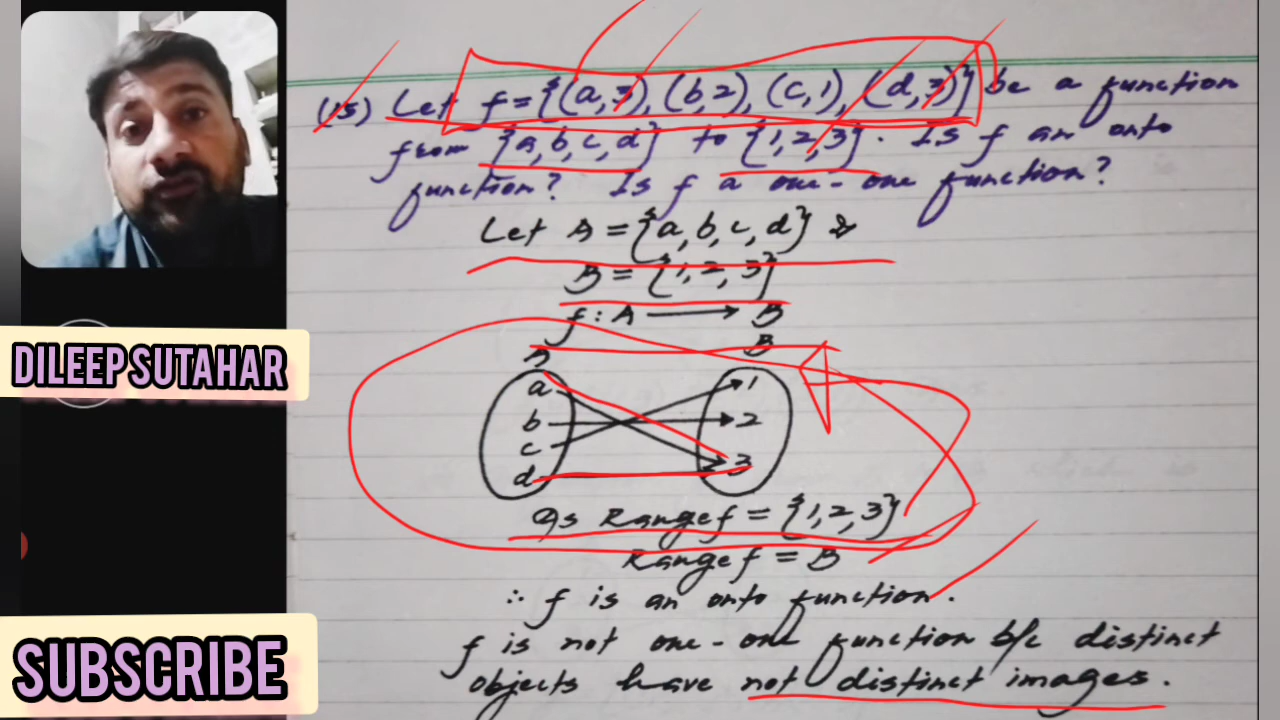 (15) Let f = {(a,3), (b,2), (c,1), (d,3)} be a function
from {a,b,c,d} to {1,2,3}. Is f an onto
function? Is f a one-one function?
Let A = {a,b,c,d} &
B = {1,2,3}
f : A → B
A B
a 1
b 2
c
d 3
As Range f = {1,2,3}
Range f = B
∴ f is an onto function.
f is not one-one function b/c distinct
objects have not distinct images.
DILEEP SUTAHAR
SUBSCRIBE